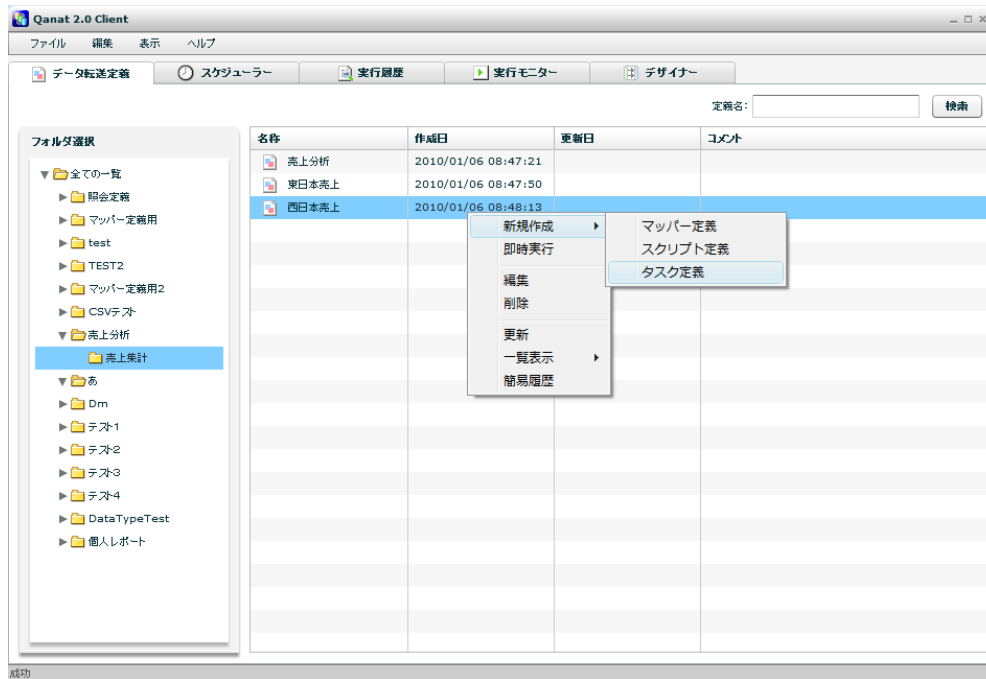 Qanat 2.0 Client
ファイル 編集 表示 ヘルプ
データ転送定義 スケジューラー 実行履歴 実行モニター デザイナー
定義名: 検索
フォルダ選択
全ての一覧
照会定義
マッパー定義用
test
TEST2
マッパー定義用2
CSVテスト
売上分析
売上集計
あ
Dm
テスト1
テスト2
テスト3
テスト4
DataTypeTest
個人レポート
名称 作成日 更新日 コメント
売上分析 2010/01/06 08:47:21
東日本売上 2010/01/06 08:47:50
西日本売上 2010/01/06 08:48:13
新規作成
即時実行
編集
削除
更新
一覧表示
簡易履歴
マッパー定義
スクリプト定義
タスク定義
成功